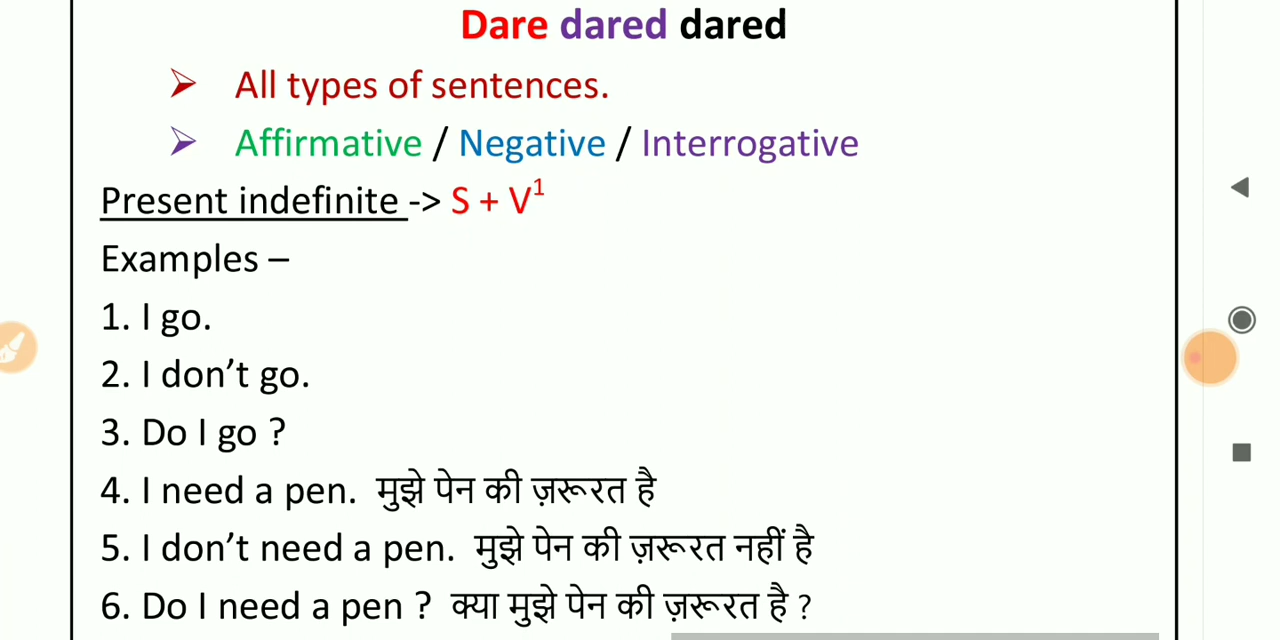 Dare dared dared
All types of sentences.
Affirmative / Negative / Interrogative
Present indefinite -> S + V¹
Examples –
1. I go.
2. I don’t go.
3. Do I go ?
4. I need a pen. मुझे पेन की ज़रूरत है
5. I don’t need a pen. मुझे पेन की ज़रूरत नहीं है
6. Do I need a pen ? क्या मुझे पेन की ज़रूरत है ?